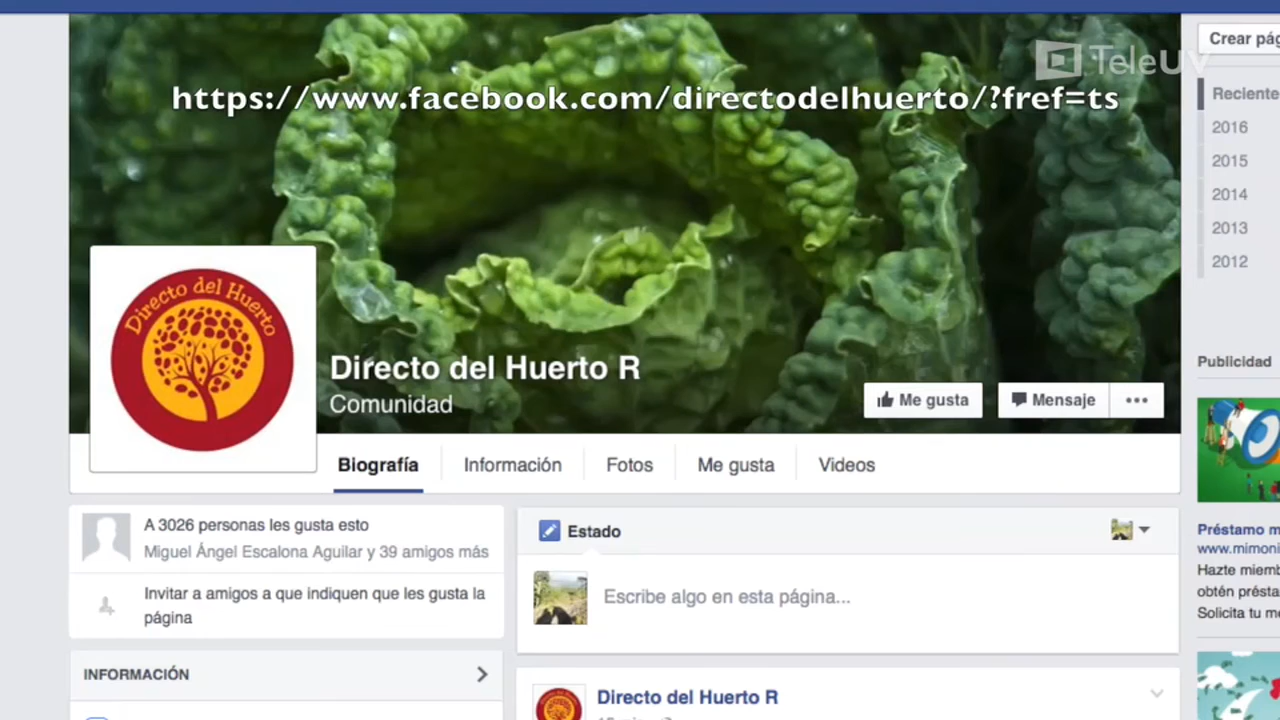 Crear pág
TeleUV
https://www.facebook.com/directodelhuerto/?fref=ts
Reciente
2016
2015
2014
2013
2012
Directo del Huerto
Directo del Huerto R
Comunidad
Me gusta
Mensaje
Publicidad
Biografía
Información
Fotos
Me gusta
Videos
A 3026 personas les gusta esto
Miguel Ángel Escalona Aguilar y 39 amigos más
Invitar a amigos a que indiquen que les gusta la
página
INFORMACIÓN
Estado
Escribe algo en esta página...
Directo del Huerto R
Préstamo m
www.mimoni
Hazte miemb
obtén présta
Solicita tu m